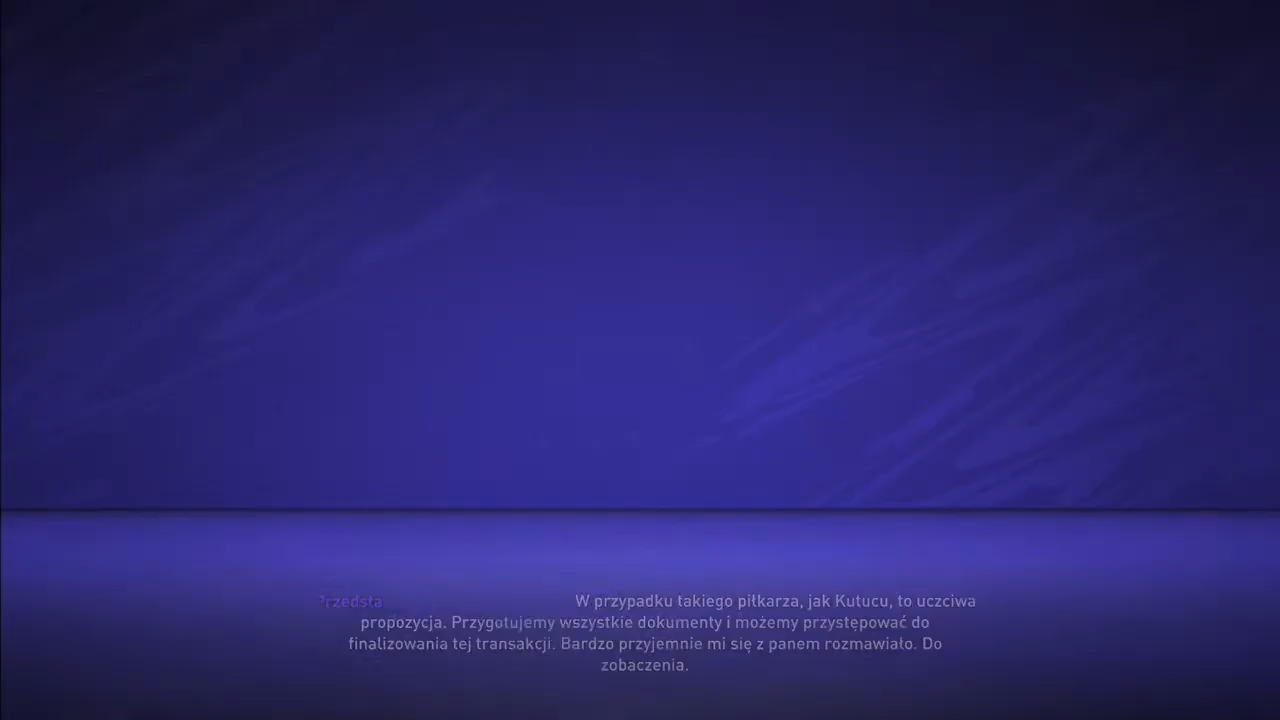 W przypadku takiego piłkarza, jak Kutucu, to uczciwa
propozycja. Przygotujemy wszystkie dokumenty i możemy przystępować do
finalizowania tej transakcji. Bardzo przyjemnie mi się z panem rozmawiało. Do
zobaczenia.